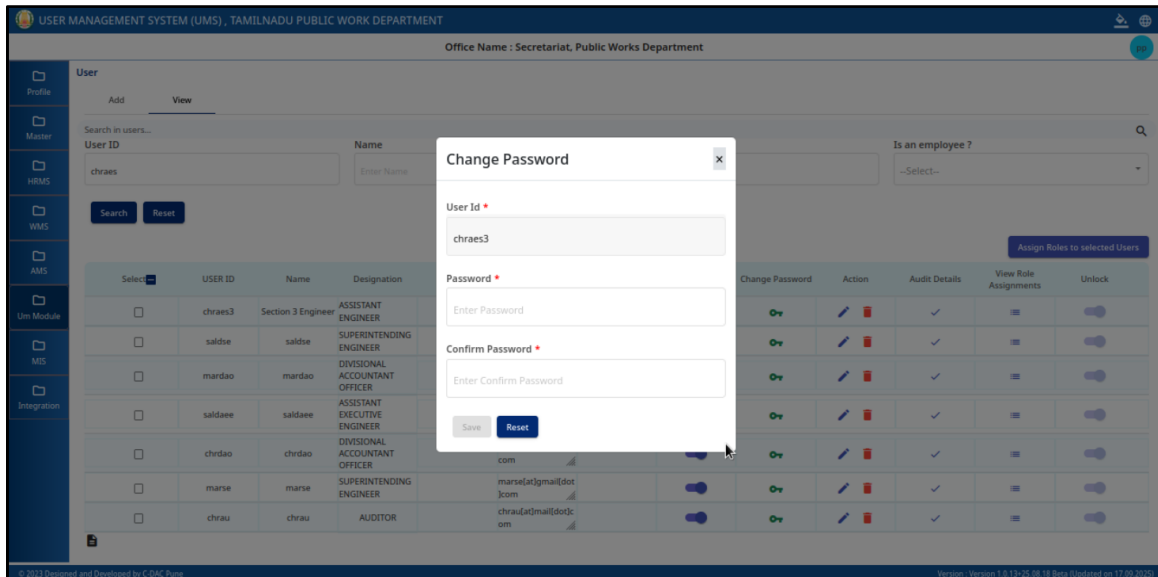 USER MANAGEMENT SYSTEM (UMS) , TAMILNADU PUBLIC WORK DEPARTMENT
Office Name : Secretariat, Public Works Department
pp
Profile
Master
HRMS
WMS
AMS
Um Module
MIS
Integration
User
Add View
Search in users...
User ID Name Is an employee ?
chraes Enter Name --Select--
Search Reset
Assign Roles to selected Users
Change Password
×
User Id *
chraes3
Password *
Enter Password
Confirm Password *
Enter Confirm Password
Save Reset
Select USER ID Name Designation Change Password Action Audit Details View Role Assignments Unlock
chraes3 Section 3 Engineer ASSISTANT
ENGINEER
saldse saldse SUPERINTENDING
ENGINEER
mardao mardao DIVISIONAL
ACCOUNTANT
OFFICER
saldaee saldaee ASSISTANT
EXECUTIVE
ENGINEER
chrdao chrdao DIVISIONAL
ACCOUNTANT
OFFICER
com
marse marse SUPERINTENDING
ENGINEER
marse[at]gmail[dot
]com
chrau chrau AUDITOR
chrau[at]mail[dot]c
om
© 2023 Designed and Developed by C-DAC Pune
Version : Version 1.0.13+25.08.18 Beta (Updated on 17.09.2025)